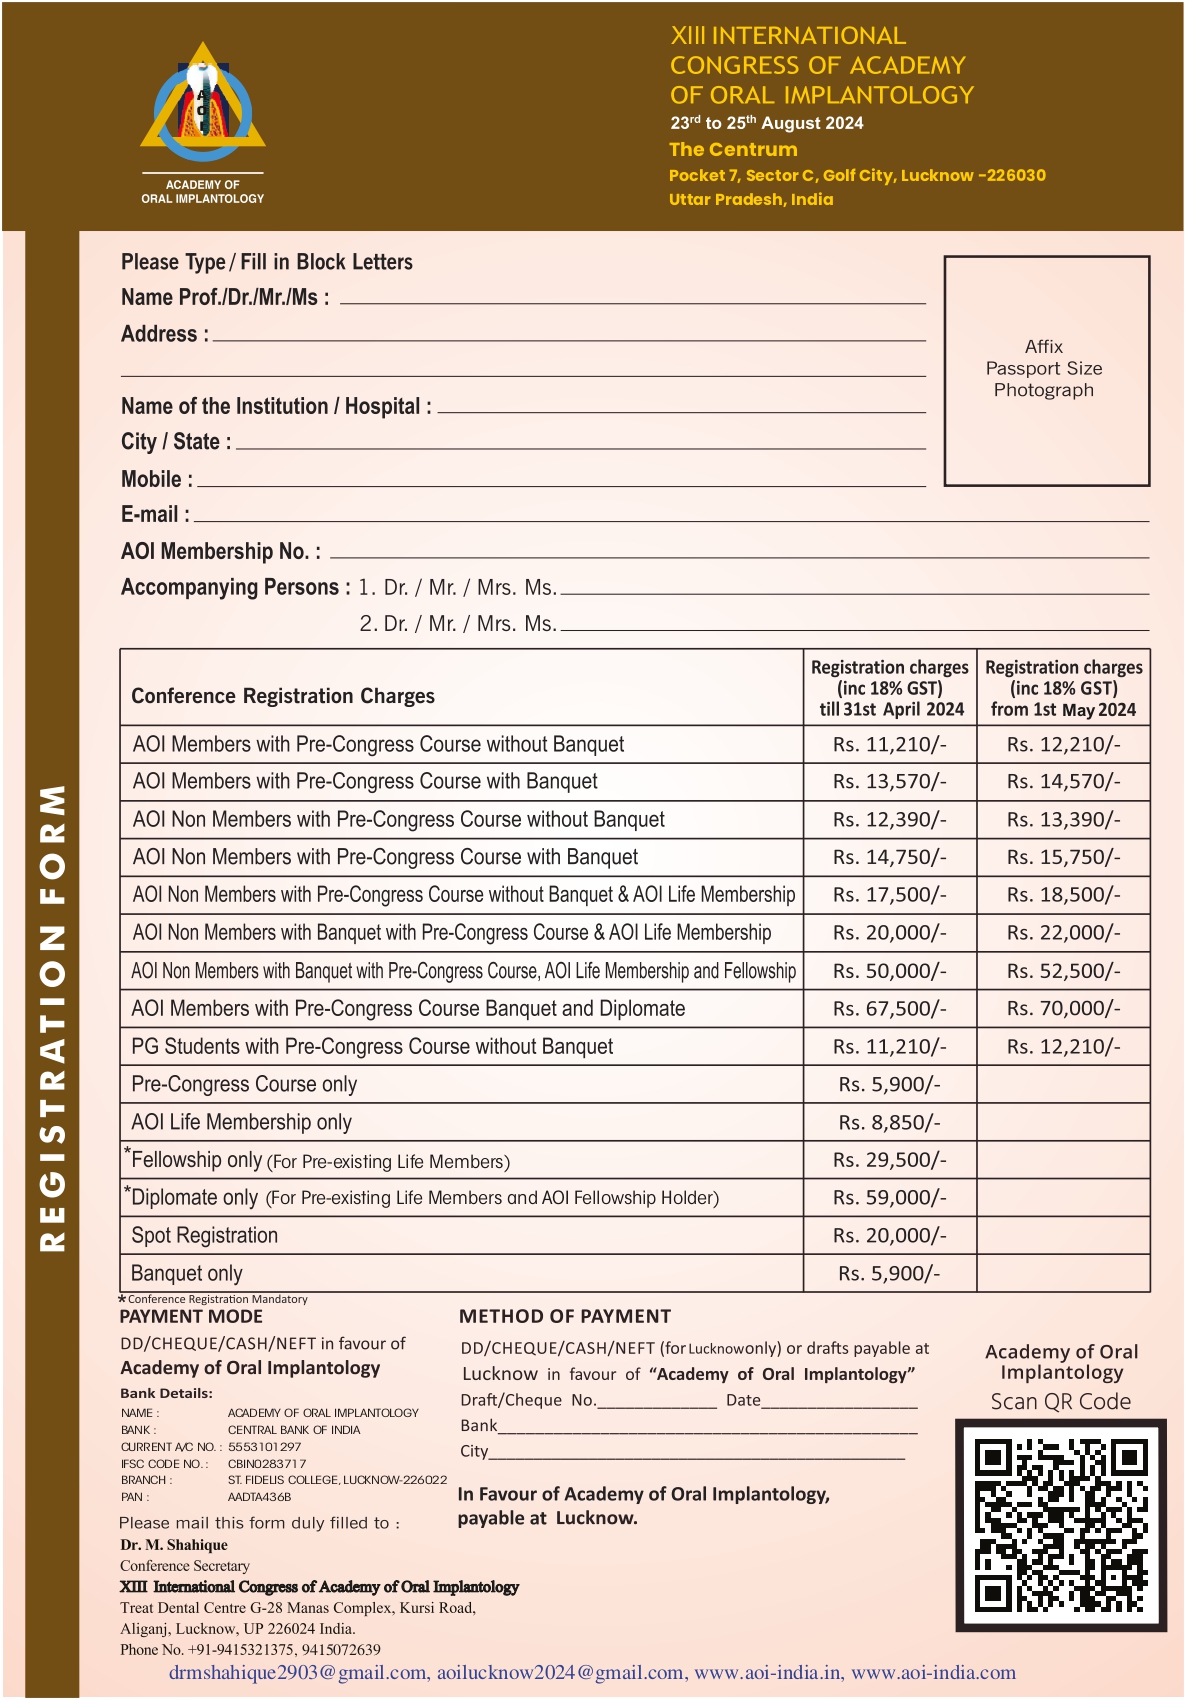 XIII INTERNATIONAL
CONGRESS OF ACADEMY
OF ORAL IMPLANTOLOGY
23rd to 25th August 2024
The Centrum
Pocket 7, Sector C, Golf City, Lucknow -226030
Uttar Pradesh, India
AOI
ACADEMY OF
ORAL IMPLANTOLOGY
REGISTRATION FORM
Please Type / Fill in Block Letters
Name Prof./Dr./Mr./Ms :
Address :
Name of the Institution / Hospital :
City / State :
Mobile :
E-mail :
AOI Membership No. :
Accompanying Persons : 1. Dr. / Mr. / Mrs. Ms.
2. Dr. / Mr. / Mrs. Ms.
Affix
Passport Size
Photograph
Conference Registration Charges
Registration charges
(inc 18% GST)
till 31st April 2024
Registration charges
(inc 18% GST)
from 1st May 2024
AOI Members with Pre-Congress Course without Banquet Rs. 11,210/- Rs. 12,210/-
AOI Members with Pre-Congress Course with Banquet Rs. 13,570/- Rs. 14,570/-
AOI Non Members with Pre-Congress Course without Banquet Rs. 12,390/- Rs. 13,390/-
AOI Non Members with Pre-Congress Course with Banquet Rs. 14,750/- Rs. 15,750/-
AOI Non Members with Pre-Congress Course without Banquet & AOI Life Membership Rs. 17,500/- Rs. 18,500/-
AOI Non Members with Banquet with Pre-Congress Course & AOI Life Membership Rs. 20,000/- Rs. 22,000/-
AOI Non Members with Banquet with Pre-Congress Course, AOI Life Membership and Fellowship Rs. 50,000/- Rs. 52,500/-
AOI Members with Pre-Congress Course Banquet and Diplomate Rs. 67,500/- Rs. 70,000/-
PG Students with Pre-Congress Course without Banquet Rs. 11,210/- Rs. 12,210/-
Pre-Congress Course only Rs. 5,900/-
AOI Life Membership only Rs. 8,850/-
*Fellowship only (For Pre-existing Life Members) Rs. 29,500/-
*Diplomate only (For Pre-existing Life Members and AOI Fellowship Holder) Rs. 59,000/-
Spot Registration Rs. 20,000/-
Banquet only Rs. 5,900/-
*Conference Registration Mandatory
PAYMENT MODE
DD/CHEQUE/CASH/NEFT in favour of
Academy of Oral Implantology
Bank Details:
NAME : ACADEMY OF ORAL IMPLANTOLOGY
BANK : CENTRAL BANK OF INDIA
CURRENT A/C NO. : 5553101297
IFSC CODE NO. : CBIN0283717
BRANCH : ST. FIDELIS COLLEGE, LUCKNOW-226022
PAN : AADTA436B
METHOD OF PAYMENT
DD/CHEQUE/CASH/NEFT (for Lucknow only) or drafts payable at
Lucknow in favour of “Academy of Oral Implantology”
Draft/Cheque No.____________ Date________________
Bank
City
In Favour of Academy of Oral Implantology,
payable at Lucknow.
Academy of Oral
Implantology
Scan QR Code
Please mail this form duly filled to :
Dr. M. Shahique
Conference Secretary
XIII International Congress of Academy of Oral Implantology
Treat Dental Centre G-28 Manas Complex, Kursi Road,
Aliganj, Lucknow, UP 226024 India.
Phone No. +91-9415321375, 9415072639
drmshahique2903@gmail.com, aoilucknow2024@gmail.com, www.aoi-india.in, www.aoi-india.com